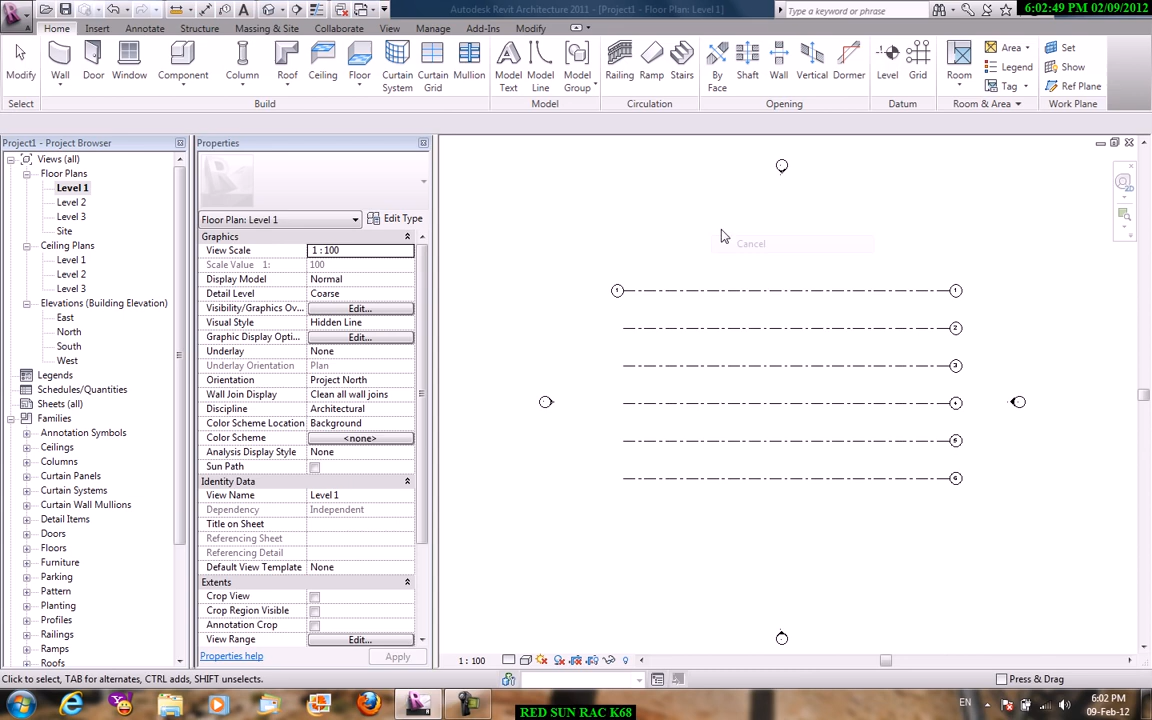 Autodesk Revit Architecture 2011 - [Project1 - Floor Plan: Level 1]
Type a keyword or phrase
6:02:49 PM 02/09/2012
Home Insert Annotate Structure Massing & Site Collaborate View Manage Add-Ins Modify
Modify Wall Door Window Component Column Roof Ceiling Floor Curtain System Curtain Grid Mullion Model Text Model Line Model Group Railing Ramp Stairs By Face Shaft Wall Vertical Dormer Level Grid Room
Area Set
Legend Show
Tag Ref Plane
Select Build Model Circulation Opening Datum Room & Area Work Plane
Project1 - Project Browser
Views (all)
Floor Plans
Level 1
Level 2
Level 3
Site
Ceiling Plans
Level 1
Level 2
Level 3
Elevations (Building Elevation)
East
North
South
West
Legends
Schedules/Quantities
Sheets (all)
Families
Annotation Symbols
Ceilings
Columns
Curtain Panels
Curtain Systems
Curtain Wall Mullions
Detail Items
Doors
Floors
Furniture
Parking
Pattern
Planting
Profiles
Railings
Ramps
Roofs
Properties
Floor Plan: Level 1 Edit Type
Graphics
View Scale 1 : 100
Scale Value 1: 100
Display Model Normal
Detail Level Coarse
Visibility/Graphics Ov... Edit...
Visual Style Hidden Line
Graphic Display Opti... Edit...
Underlay None
Underlay Orientation Plan
Orientation Project North
Wall Join Display Clean all wall joins
Discipline Architectural
Color Scheme Location Background
Color Scheme <none>
Analysis Display Style None
Sun Path
Identity Data
View Name Level 1
Dependency Independent
Title on Sheet
Referencing Sheet
Referencing Detail
Default View Template None
Extents
Crop View
Crop Region Visible
Annotation Crop
View Range Edit...
Properties help Apply
Cancel
2D
1 1
2
3
4
5
6
1 : 100
Click to select, TAB for alternates, CTRL adds, SHIFT unselects.
Press & Drag
EN
6:02 PM
09-Feb-12
RED SUN RAC K68